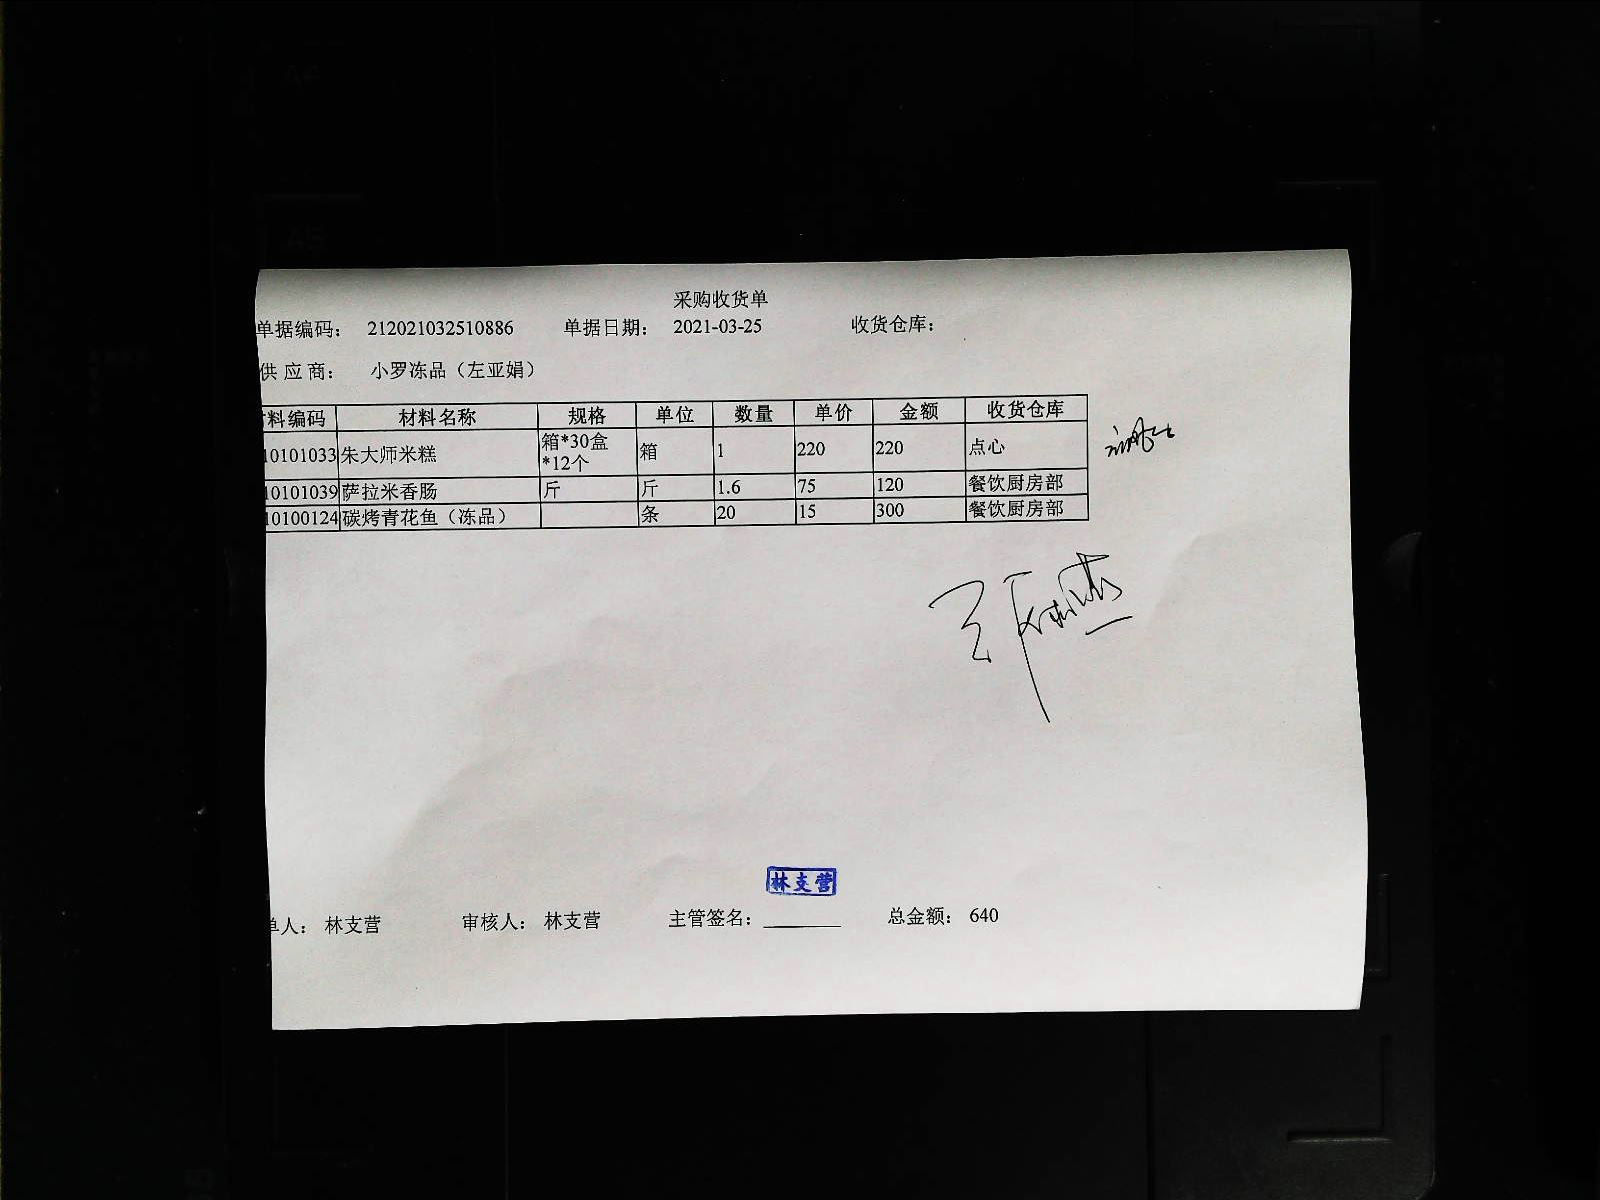 采购收货单
单据编码： 212021032510886 单据日期： 2021-03-25 收货仓库：
供 应 商： 小罗冻品（左亚娟）
料编码 材料名称 规格 单位 数量 单价 金额 收货仓库
10101033 朱大师米糕 箱*30盒*12个 箱 1 220 220 点心
10101039 萨拉米香肠 斤 斤 1.6 75 120 餐饮厨房部
10100124 碳烤青花鱼（冻品） 条 20 15 300 餐饮厨房部
林支营
单人： 林支营 审核人： 林支营 主管签名： 总金额： 640